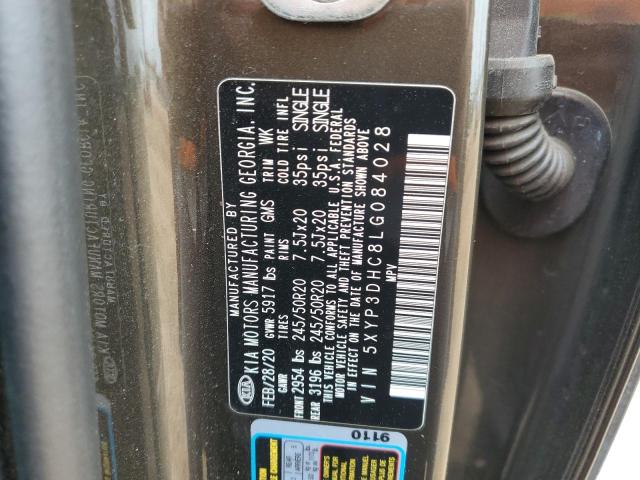 MANUFACTURED BY
KIA MOTORS MANUFACTURING GEORGIA, INC.
FEB/28/20 GVWR 5917 lbs PAINT GMS TRIM WK
GAWR TIRES RIMS COLD TIRE INFL
FRONT 2954 lbs 245/50R20 7.5Jx20 35psi SINGLE
REAR 3196 lbs 245/50R20 7.5Jx20 35psi SINGLE
THIS VEHICLE CONFORMS TO ALL APPLICABLE U.S.A. FEDERAL
MOTOR VEHICLE SAFETY AND THEFT PREVENTION STANDARDS
IN EFFECT ON THE DATE OF MANUFACTURE SHOWN ABOVE
VIN 5XYP3DHC8LG084028
MPV
9110